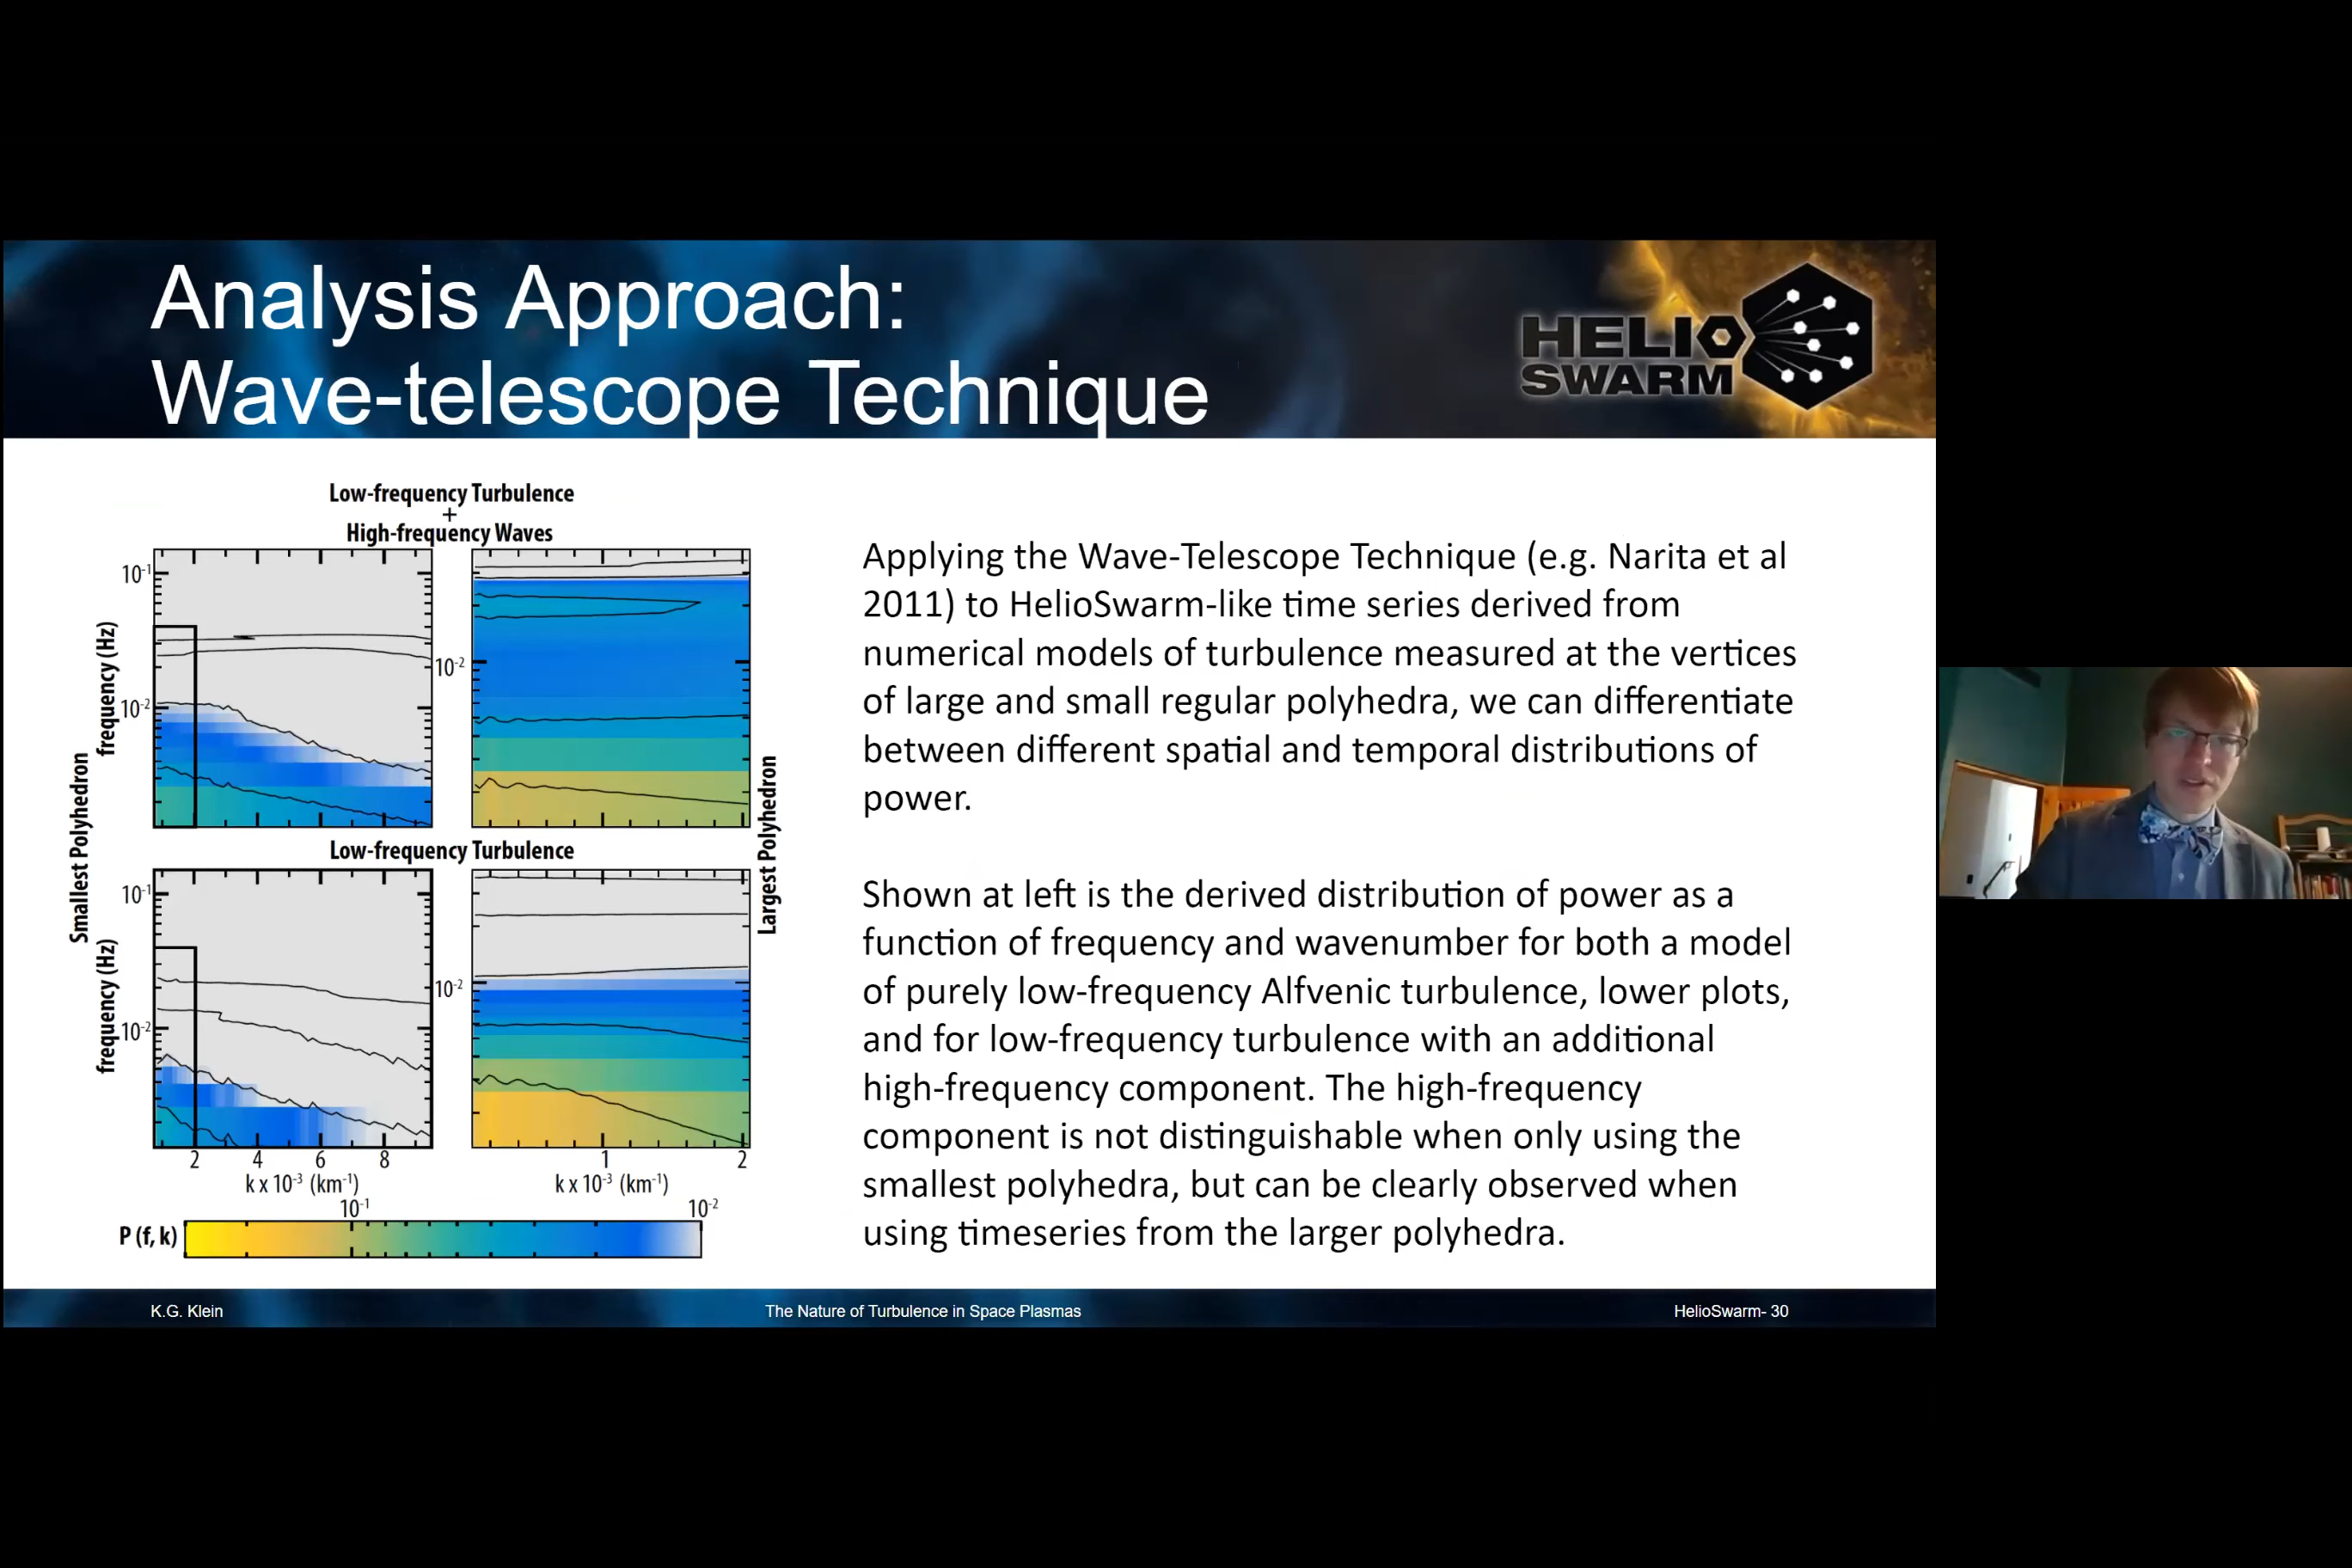 Analysis Approach:
Wave-telescope Technique
HELIO
SWARM
Low-frequency Turbulence
+
High-frequency Waves
10⁻¹
10⁻²
frequency (Hz)
10⁻²
Smallest Polyhedron
Largest Polyhedron
Low-frequency Turbulence
10⁻¹
10⁻²
frequency (Hz)
10⁻²
2 4 6 8
1 2
k x 10⁻³ (km⁻¹)
k x 10⁻³ (km⁻¹)
10⁻¹ 10⁻²
P (f, k)
Applying the Wave-Telescope Technique (e.g. Narita et al
2011) to HelioSwarm-like time series derived from
numerical models of turbulence measured at the vertices
of large and small regular polyhedra, we can differentiate
between different spatial and temporal distributions of
power.
Shown at left is the derived distribution of power as a
function of frequency and wavenumber for both a model
of purely low-frequency Alfvenic turbulence, lower plots,
and for low-frequency turbulence with an additional
high-frequency component. The high-frequency
component is not distinguishable when only using the
smallest polyhedra, but can be clearly observed when
using timeseries from the larger polyhedra.
K.G. Klein
The Nature of Turbulence in Space Plasmas
HelioSwarm- 30